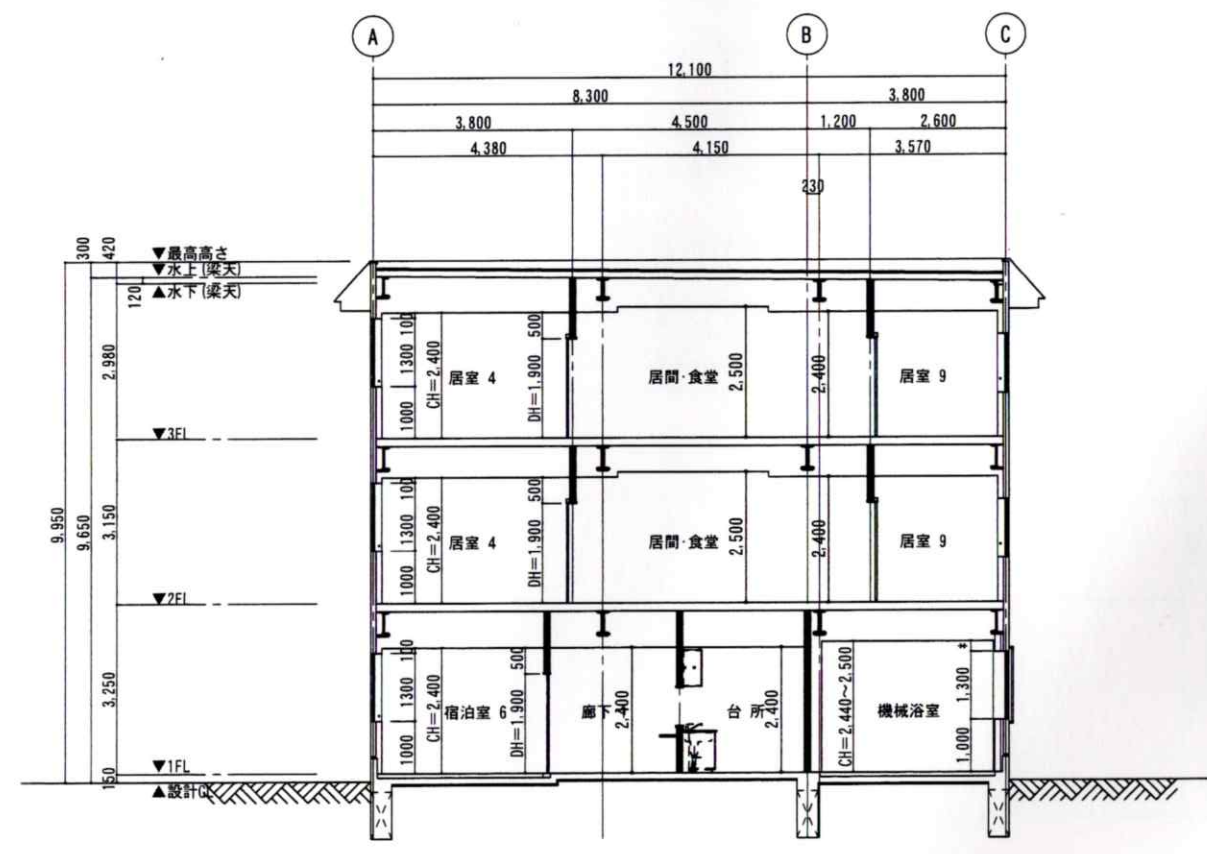 A B C
12,100
8,300 3,800
3,800 4,500 1,200 2,600
4,380 4,150 3,570
230
300 420
▼最高高さ
▼水上(梁天)
▲水下(梁天)
120
2,980
100 1300 1000
CH=2,400
居室 4
500
DH=1,900
居間・食堂
2,500
2,400
居室 9
▼3FL
9,950
9,650
3,150
100 1300 1000
CH=2,400
居室 4
500
DH=1,900
居間・食堂
2,500
2,400
居室 9
▼2FL
3,250
100 1300 1000
CH=2,400
宿泊室 6
500
DH=1,900
廊下
2,400
台所
2,400
CH=2,440~2,500
機械浴室
1,300
1,000
150
▼1FL
▲設計GL